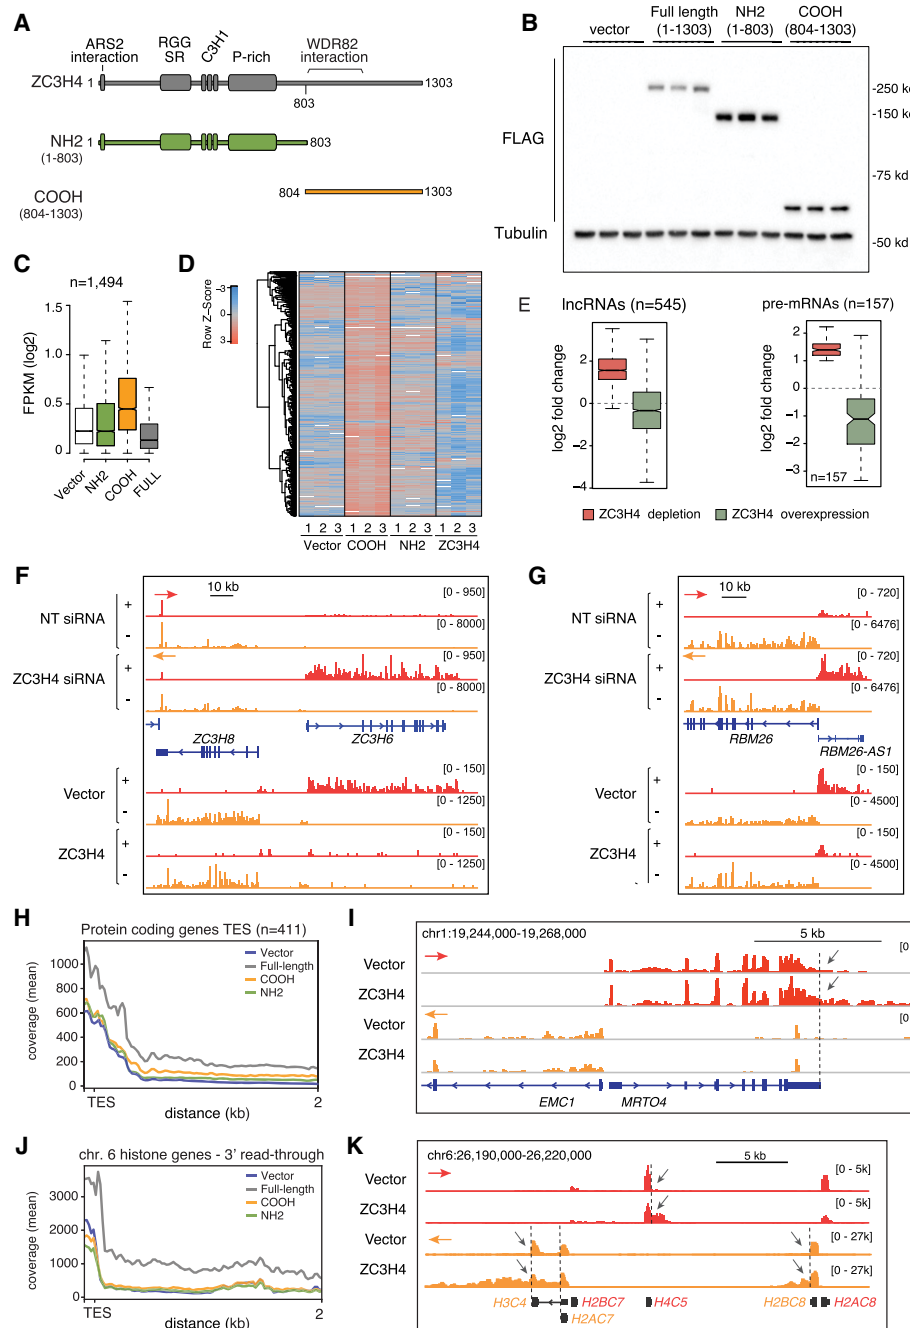 A
ARS2
interaction
RGG
SR
C3H1
P-rich
WDR82
interaction
ZC3H4 1
1303
803
NH2 1
(1-803)
803
COOH
(804-1303)
804
1303
B
vector
Full length
(1-1303)
NH2
(1-803)
COOH
(804-1303)
FLAG
Tubulin
-250 kd
-150 kd
-75 kd
-50 kd
C
n=1,494
FPKM (log2)
1.5
1.0
0.5
0
Vector
NH2
COOH
FULL
D
Row Z-Score
-3
3
1 2 3 1 2 3 1 2 3 1 2 3
Vector COOH NH2 ZC3H4
E
lncRNAs (n=545)
log2 fold change
2
0
-2
-4
pre-mRNAs (n=157)
log2 fold change
2
1
0
-1
-2
-3
n=157
ZC3H4 depletion
ZC3H4 overexpression
F
10 kb
NT siRNA
+
-
[0 - 950]
[0 - 8000]
ZC3H4 siRNA
+
-
[0 - 950]
[0 - 8000]
ZC3H8
ZC3H6
Vector
+
-
[0 - 150]
[0 - 1250]
ZC3H4
+
-
[0 - 150]
[0 - 1250]
G
10 kb
NT siRNA
+
-
[0 - 720]
[0 - 6476]
ZC3H4 siRNA
+
-
[0 - 720]
[0 - 6476]
RBM26
RBM26-AS1
Vector
+
-
[0 - 150]
[0 - 4500]
ZC3H4
+
-
[0 - 150]
[0 - 4500]
H
Protein coding genes TES (n=411)
coverage (mean)
1000
800
600
400
200
0
Vector
Full-length
COOH
NH2
TES
distance (kb)
2
I
chr1:19,244,000-19,268,000
5 kb
[0
Vector
ZC3H4
Vector
[0
ZC3H4
EMC1
MRTO4
J
chr. 6 histone genes - 3' read-through
coverage (mean)
3000
2000
1000
0
Vector
Full-length
COOH
NH2
TES
distance (kb)
2
K
chr6:26,190,000-26,220,000
5 kb
Vector
[0 - 5k]
ZC3H4
[0 - 5k]
Vector
[0 - 27k]
ZC3H4
[0 - 27k]
H3C4
H2BC7
H4C5
H2BC8
H2AC8
H2AC7